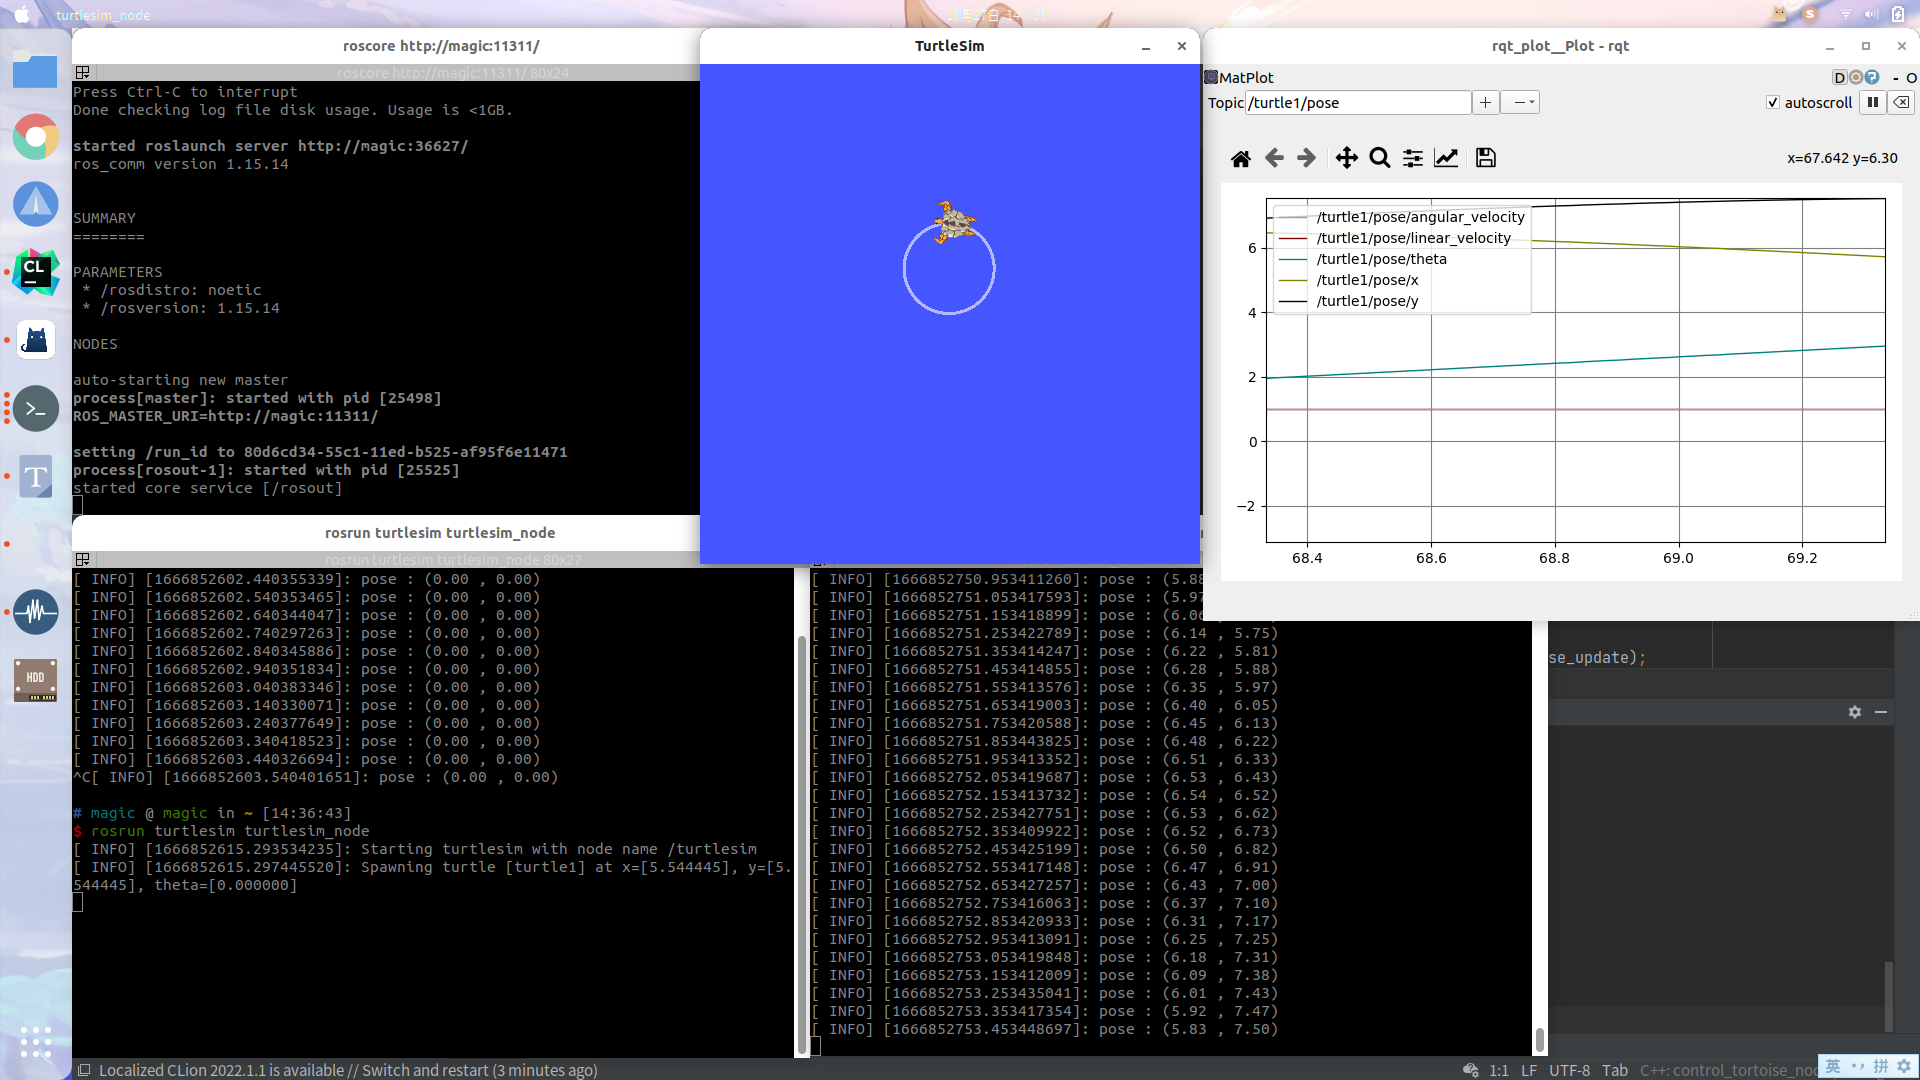 turtlesim_node
roscore http://magic:11311/
roscore http://magic:11311/ 80x24
Press Ctrl-C to interrupt
Done checking log file disk usage. Usage is <1GB.
started roslaunch server http://magic:36627/
ros_comm version 1.15.14
SUMMARY
========
PARAMETERS
* /rosdistro: noetic
* /rosversion: 1.15.14
NODES
auto-starting new master
process[master]: started with pid [25498]
ROS_MASTER_URI=http://magic:11311/
setting /run_id to 80d6cd34-55c1-11ed-b525-af95f6e11471
process[rosout-1]: started with pid [25525]
started core service [/rosout]
TurtleSim
rqt_plot__Plot - rqt
MatPlot
D
- O
Topic /turtle1/pose
autoscroll
x=67.642 y=6.30
/turtle1/pose/angular_velocity
/turtle1/pose/linear_velocity
/turtle1/pose/theta
/turtle1/pose/x
/turtle1/pose/y
6
4
2
0
−2
68.4 68.6 68.8 69.0 69.2
rosrun turtlesim turtlesim_node
rosrun turtlesim turtlesim_node 80x27
[ INFO] [1666852602.440355339]: pose : (0.00 , 0.00)
[ INFO] [1666852602.540353465]: pose : (0.00 , 0.00)
[ INFO] [1666852602.640344047]: pose : (0.00 , 0.00)
[ INFO] [1666852602.740297263]: pose : (0.00 , 0.00)
[ INFO] [1666852602.840345886]: pose : (0.00 , 0.00)
[ INFO] [1666852602.940351834]: pose : (0.00 , 0.00)
[ INFO] [1666852603.040383346]: pose : (0.00 , 0.00)
[ INFO] [1666852603.140330071]: pose : (0.00 , 0.00)
[ INFO] [1666852603.240377649]: pose : (0.00 , 0.00)
[ INFO] [1666852603.340418523]: pose : (0.00 , 0.00)
[ INFO] [1666852603.440326694]: pose : (0.00 , 0.00)
^C[ INFO] [1666852603.540401651]: pose : (0.00 , 0.00)
# magic @ magic in ~ [14:36:43]
$ rosrun turtlesim turtlesim_node
[ INFO] [1666852615.293534235]: Starting turtlesim with node name /turtlesim
[ INFO] [1666852615.297445520]: Spawning turtle [turtle1] at x=[5.544445], y=[5.
544445], theta=[0.000000]
[ INFO] [1666852750.953411260]: pose : (5.88
[ INFO] [1666852751.053417593]: pose : (5.97
[ INFO] [1666852751.153418899]: pose : (6.06
[ INFO] [1666852751.253422789]: pose : (6.14 , 5.75)
[ INFO] [1666852751.353414247]: pose : (6.22 , 5.81)
[ INFO] [1666852751.453414855]: pose : (6.28 , 5.88)
[ INFO] [1666852751.553413576]: pose : (6.35 , 5.97)
[ INFO] [1666852751.653419003]: pose : (6.40 , 6.05)
[ INFO] [1666852751.753420588]: pose : (6.45 , 6.13)
[ INFO] [1666852751.853443825]: pose : (6.48 , 6.22)
[ INFO] [1666852751.953413352]: pose : (6.51 , 6.33)
[ INFO] [1666852752.053419687]: pose : (6.53 , 6.43)
[ INFO] [1666852752.153413732]: pose : (6.54 , 6.52)
[ INFO] [1666852752.253427751]: pose : (6.53 , 6.62)
[ INFO] [1666852752.353409922]: pose : (6.52 , 6.73)
[ INFO] [1666852752.453425199]: pose : (6.50 , 6.82)
[ INFO] [1666852752.553417148]: pose : (6.47 , 6.91)
[ INFO] [1666852752.653427257]: pose : (6.43 , 7.00)
[ INFO] [1666852752.753416063]: pose : (6.37 , 7.10)
[ INFO] [1666852752.853420933]: pose : (6.31 , 7.17)
[ INFO] [1666852752.953413091]: pose : (6.25 , 7.25)
[ INFO] [1666852753.053419848]: pose : (6.18 , 7.31)
[ INFO] [1666852753.153412009]: pose : (6.09 , 7.38)
[ INFO] [1666852753.253435041]: pose : (6.01 , 7.43)
[ INFO] [1666852753.353417354]: pose : (5.92 , 7.47)
[ INFO] [1666852753.453448697]: pose : (5.83 , 7.50)
se_update);
CL
T
HDD
Localized CLion 2022.1.1 is available // Switch and restart (3 minutes ago)
1:1 LF UTF-8 Tab C++: control_tortoise_no
英 拼